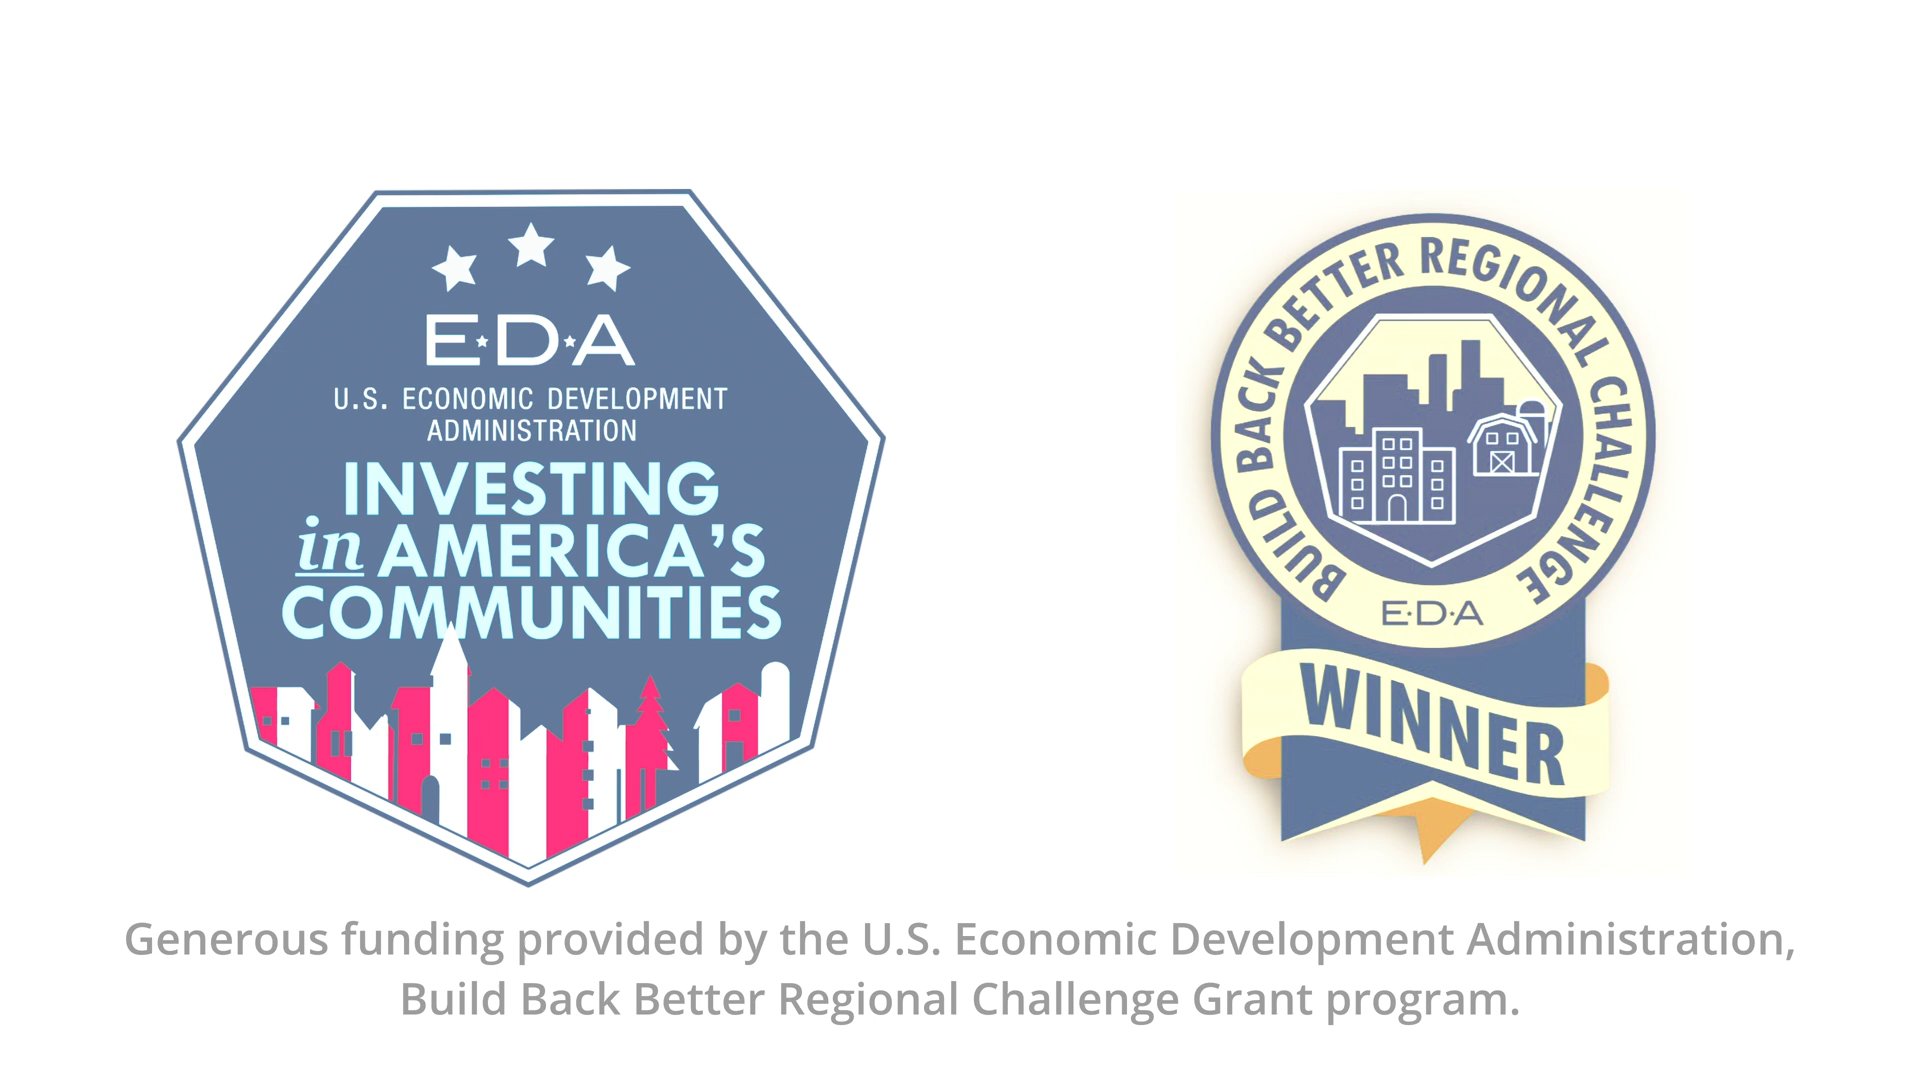 E★D★A
U.S. ECONOMIC DEVELOPMENT
ADMINISTRATION
INVESTING
in AMERICA'S
COMMUNITIES
BUILD BACK BETTER REGIONAL CHALLENGE
E·D·A
WINNER
Generous funding provided by the U.S. Economic Development Administration,
Build Back Better Regional Challenge Grant program.